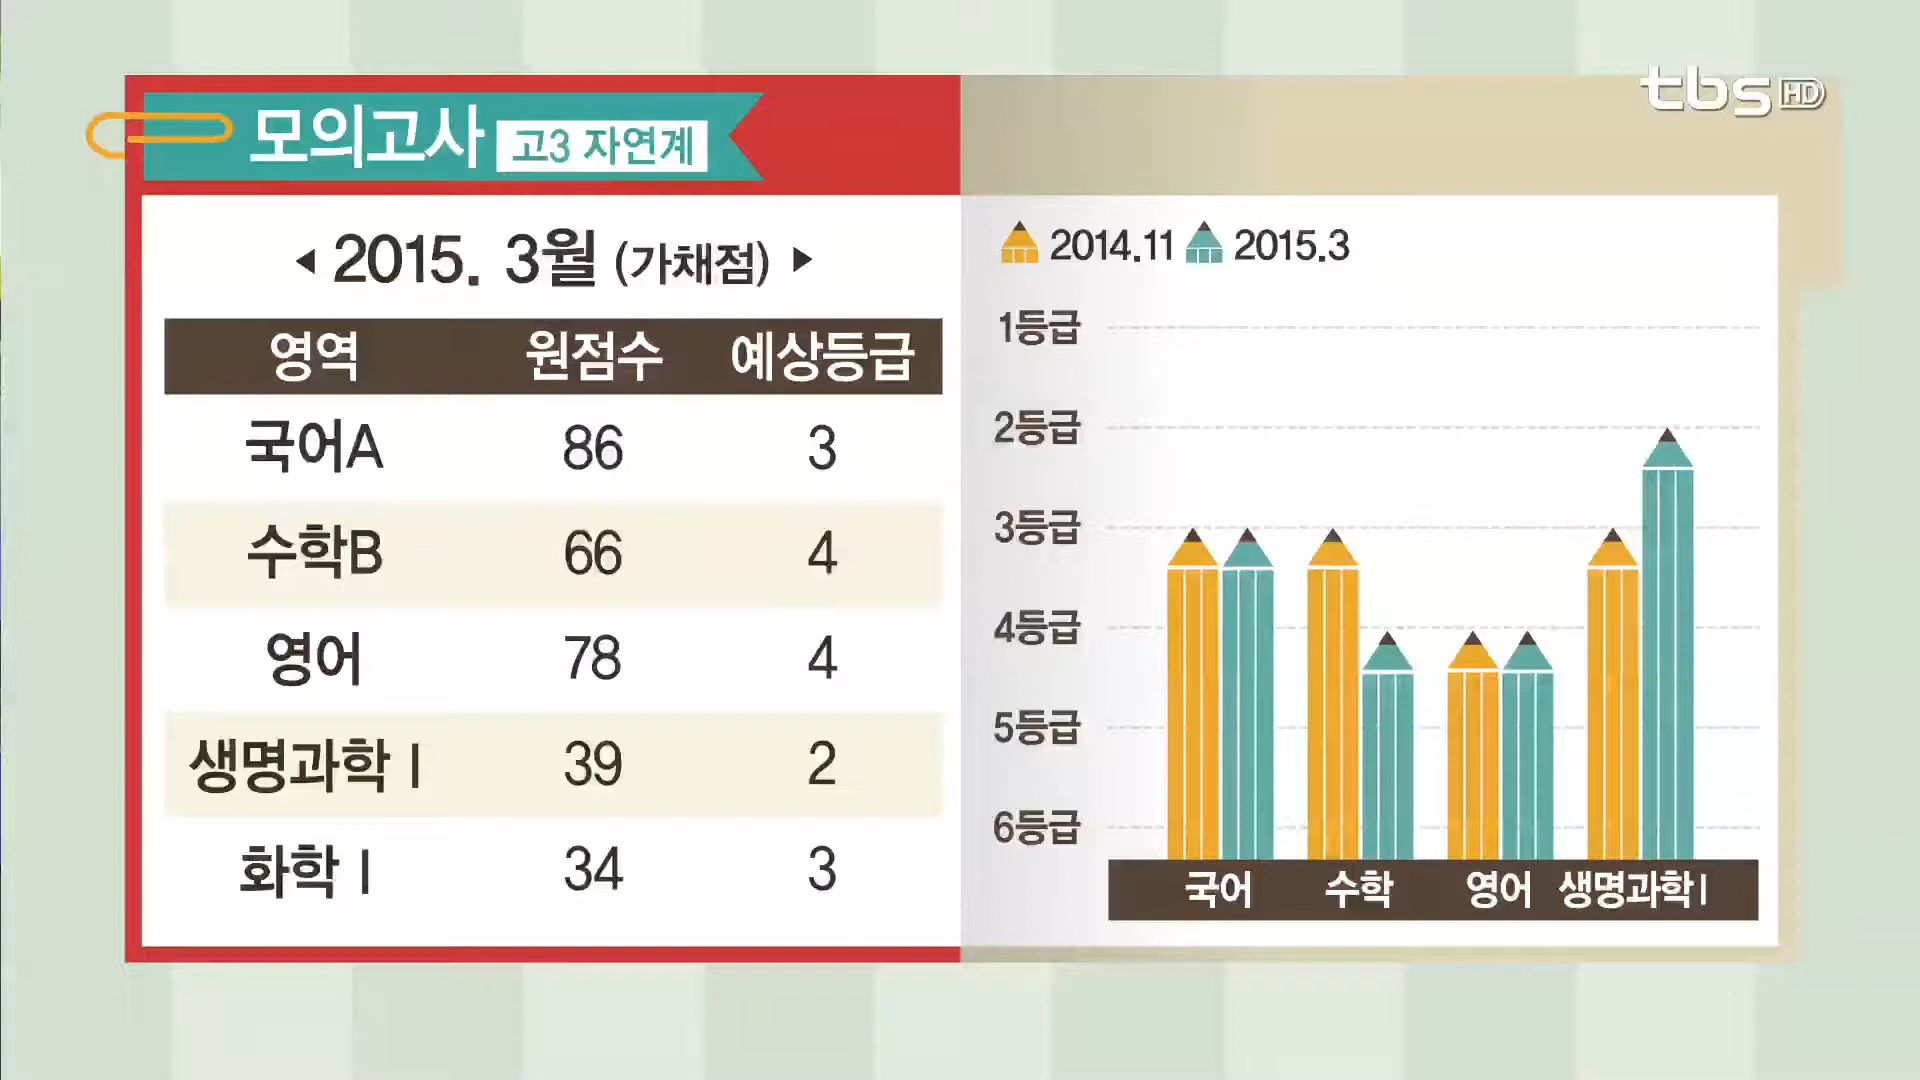 모의고사 고3 자연계
tbs HD
◀ 2015. 3월 (가채점) ▶
영역 원점수 예상등급
국어A 86 3
수학B 66 4
영어 78 4
생명과학Ⅰ 39 2
화학Ⅰ 34 3
2014.11 2015.3
1등급
2등급
3등급
4등급
5등급
6등급
국어 수학 영어 생명과학Ⅰ